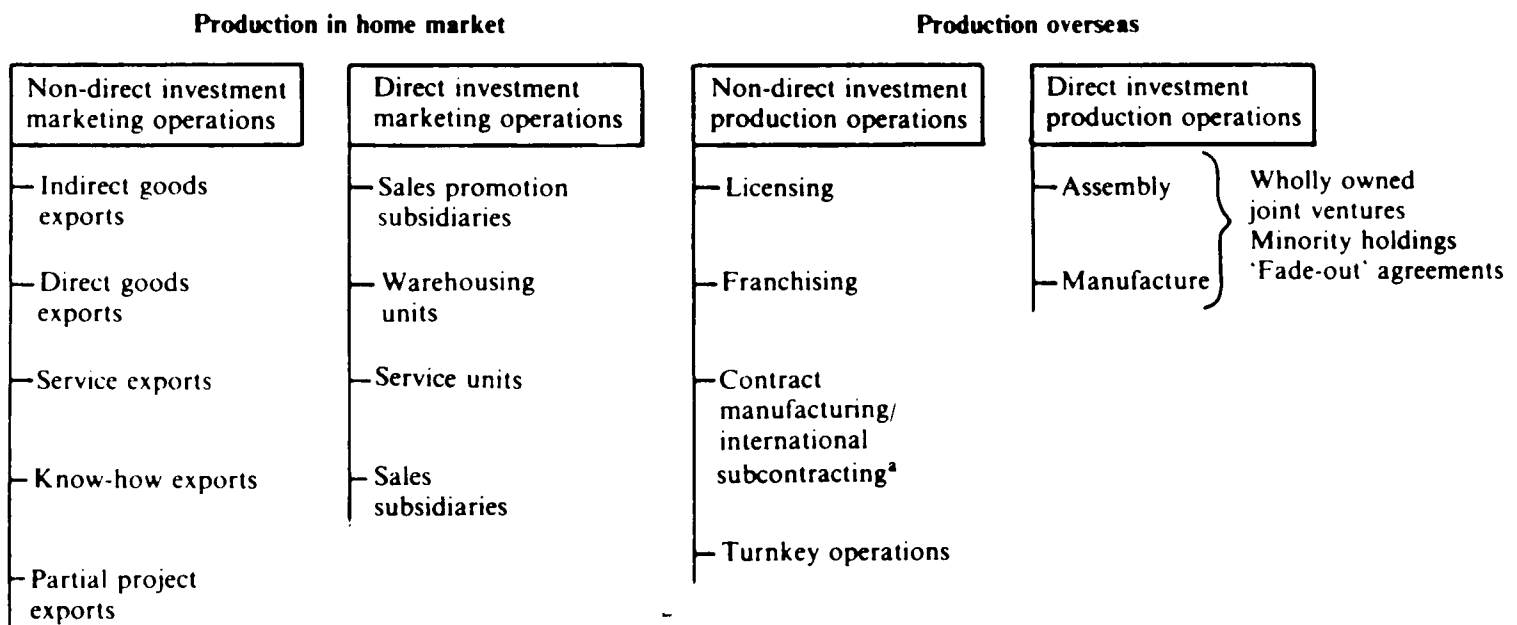 Production in home market
Production overseas
Non-direct investment
marketing operations
Indirect goods
exports
Direct goods
exports
Service exports
Know-how exports
Partial project
exports
Direct investment
marketing operations
Sales promotion
subsidiaries
Warehousing
units
Service units
Sales
subsidiaries
Non-direct investment
production operations
Licensing
Franchising
Contract
manufacturing/
international
subcontractingª
Turnkey operations
Direct investment
production operations
Assembly
Manufacture
Wholly owned
joint ventures
Minority holdings
'Fade-out' agreements